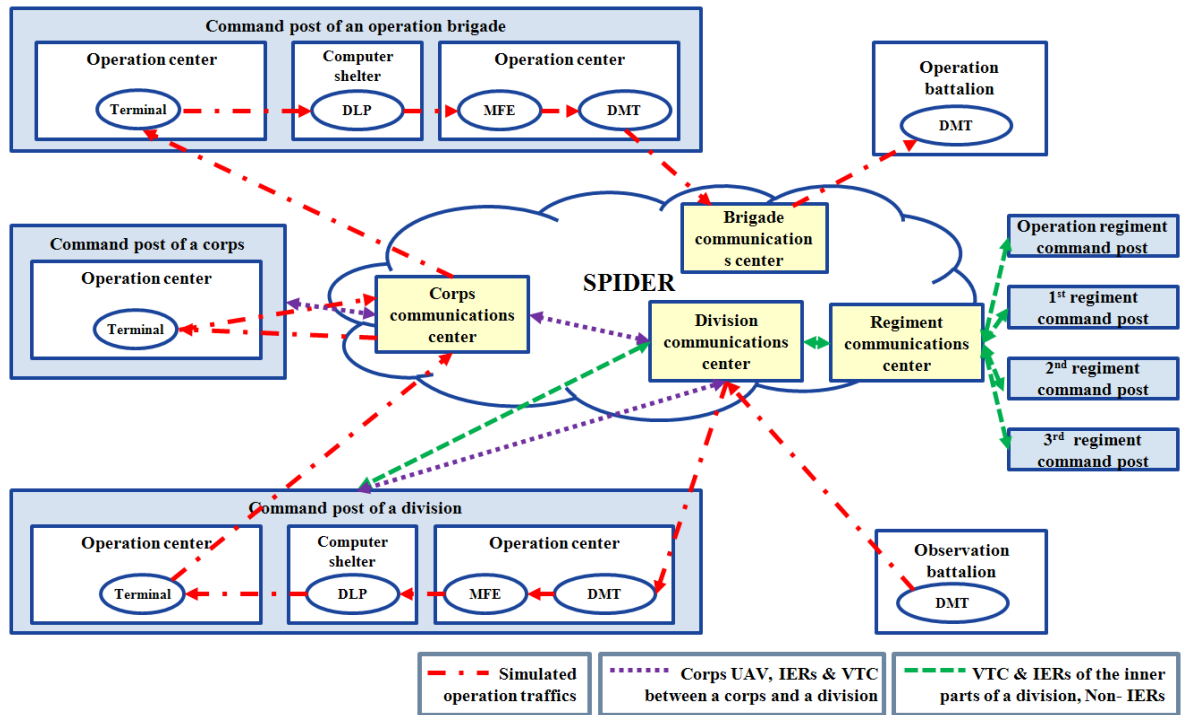 Command post of an operation brigade
Operation center
Terminal
Computer
shelter
DLP
Operation center
MFE
DMT
Operation
battalion
DMT
Command post of a corps
Operation center
Terminal
SPIDER
Corps
communications
center
Brigade
communication
s center
Division
communications
center
Regiment
communications
center
Operation regiment
command post
1st regiment
command post
2nd regiment
command post
3rd regiment
command post
Command post of a division
Operation center
Terminal
Computer
shelter
DLP
Operation center
MFE
DMT
Observation
battalion
DMT
Simulated
operation traffics
Corps UAV, IERs & VTC
between a corps and a division
VTC & IERs of the inner
parts of a division, Non- IERs